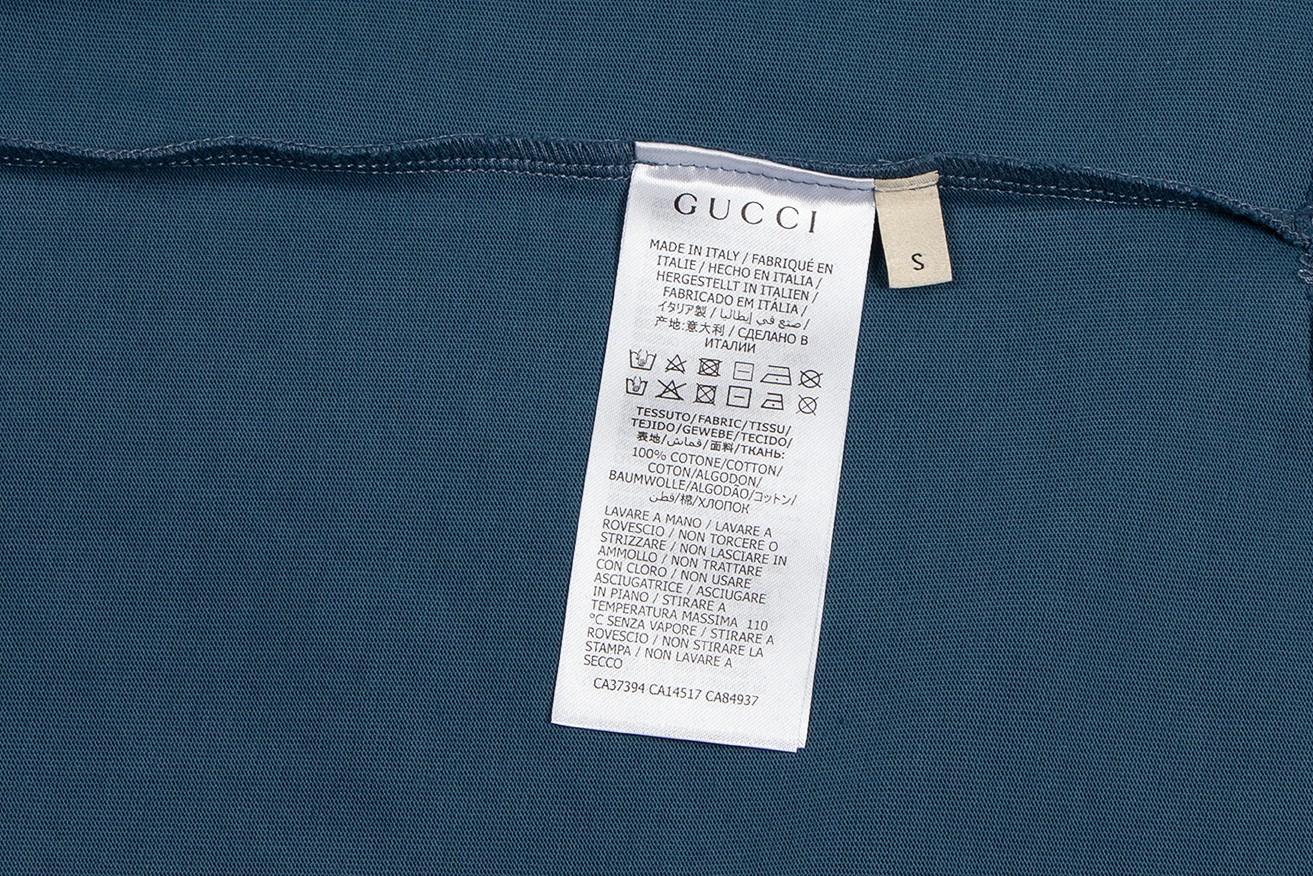 GUCCI
MADE IN ITALY / FABRIQUÉ EN
ITALIE / HECHO EN ITALIA /
HERGESTELLT IN ITALIEN /
FABRICADO EM ITÁLIA /
イタリア製 / صنع في إيطاليا /
产地:意大利 / СДЕЛАНО В
ИТАЛИИ
TESSUTO/FABRIC/TISSU/
TEJIDO/GEWEBE/TECIDO/
表地/قماش/面料/ТКАНЬ:
100% COTONE/COTTON/
COTON/ALGODON/
BAUMWOLLE/ALGODÃO/コットン/
قطن/棉/ХЛОПОК
LAVARE A MANO / LAVARE A
ROVESCIO / NON TORCERE O
STRIZZARE / NON LASCIARE IN
AMMOLLO / NON TRATTARE
CON CLORO / NON USARE
ASCIUGATRICE / ASCIUGARE
IN PIANO / STIRARE A
TEMPERATURA MASSIMA 110
°C SENZA VAPORE / STIRARE A
ROVESCIO / NON STIRARE LA
STAMPA / NON LAVARE A
SECCO
CA37394 CA14517 CA84937
S